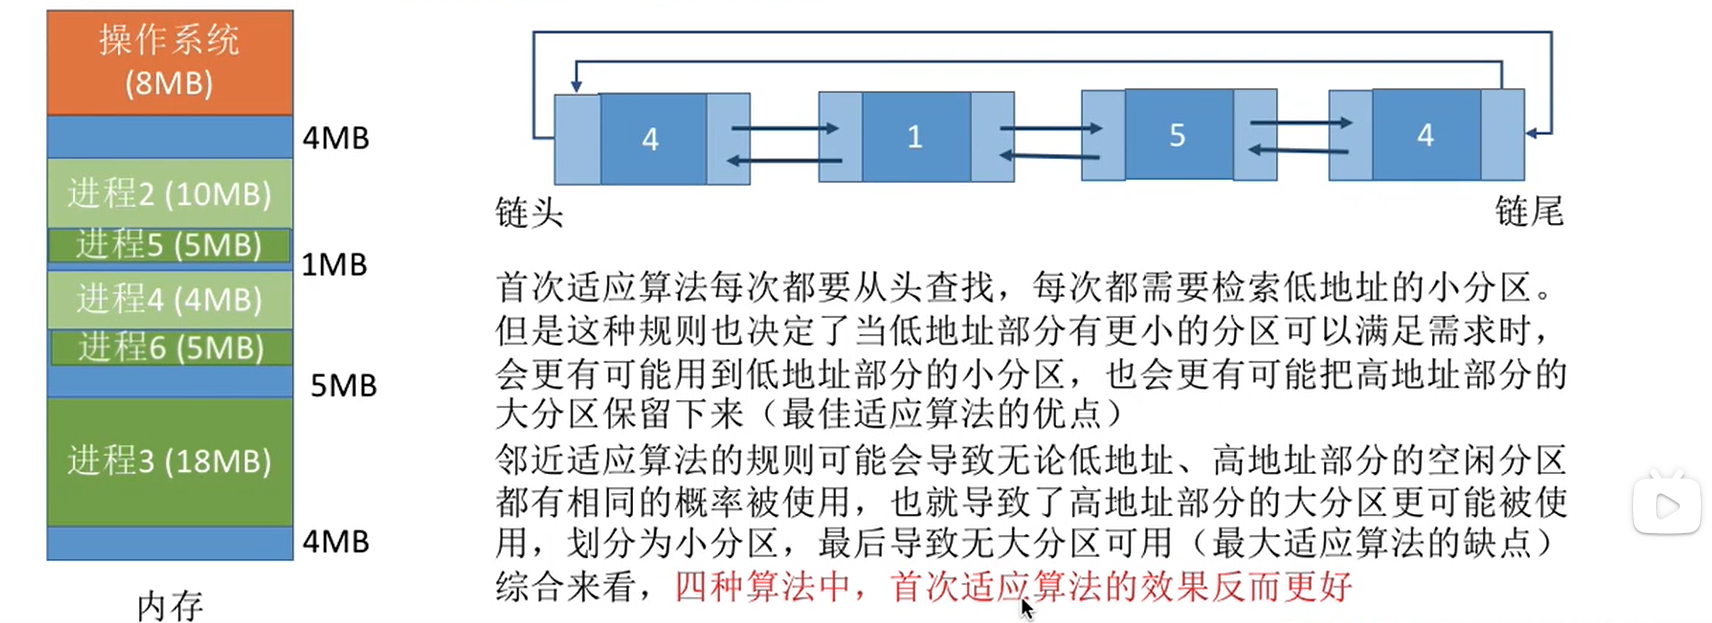 操作系统
(8MB)
4MB
进程2 (10MB)
进程5 (5MB)
1MB
进程4 (4MB)
进程6 (5MB)
5MB
进程3 (18MB)
4MB
内存
4
1
5
4
链头
链尾
首次适应算法每次都要从头查找，每次都需要检索低地址的小分区。
但是这种规则也决定了当低地址部分有更小的分区可以满足需求时，
会更有可能用到低地址部分的小分区，也会更有可能把高地址部分的
大分区保留下来（最佳适应算法的优点）
邻近适应算法的规则可能会导致无论低地址、高地址部分的空闲分区
都有相同的概率被使用，也就导致了高地址部分的大分区更可能被使
用，划分为小分区，最后导致无大分区可用（最大适应算法的缺点）
综合来看，四种算法中，首次适应算法的效果反而更好